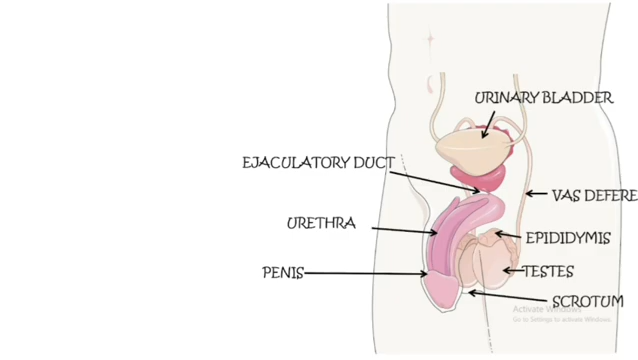 URINARY BLADDER
EJACULATORY DUCT
VAS DEFERE
URETHRA
EPIDIDYMIS
PENIS
TESTES
SCROTUM
Activate Windows
Go to Settings to activate Windows.